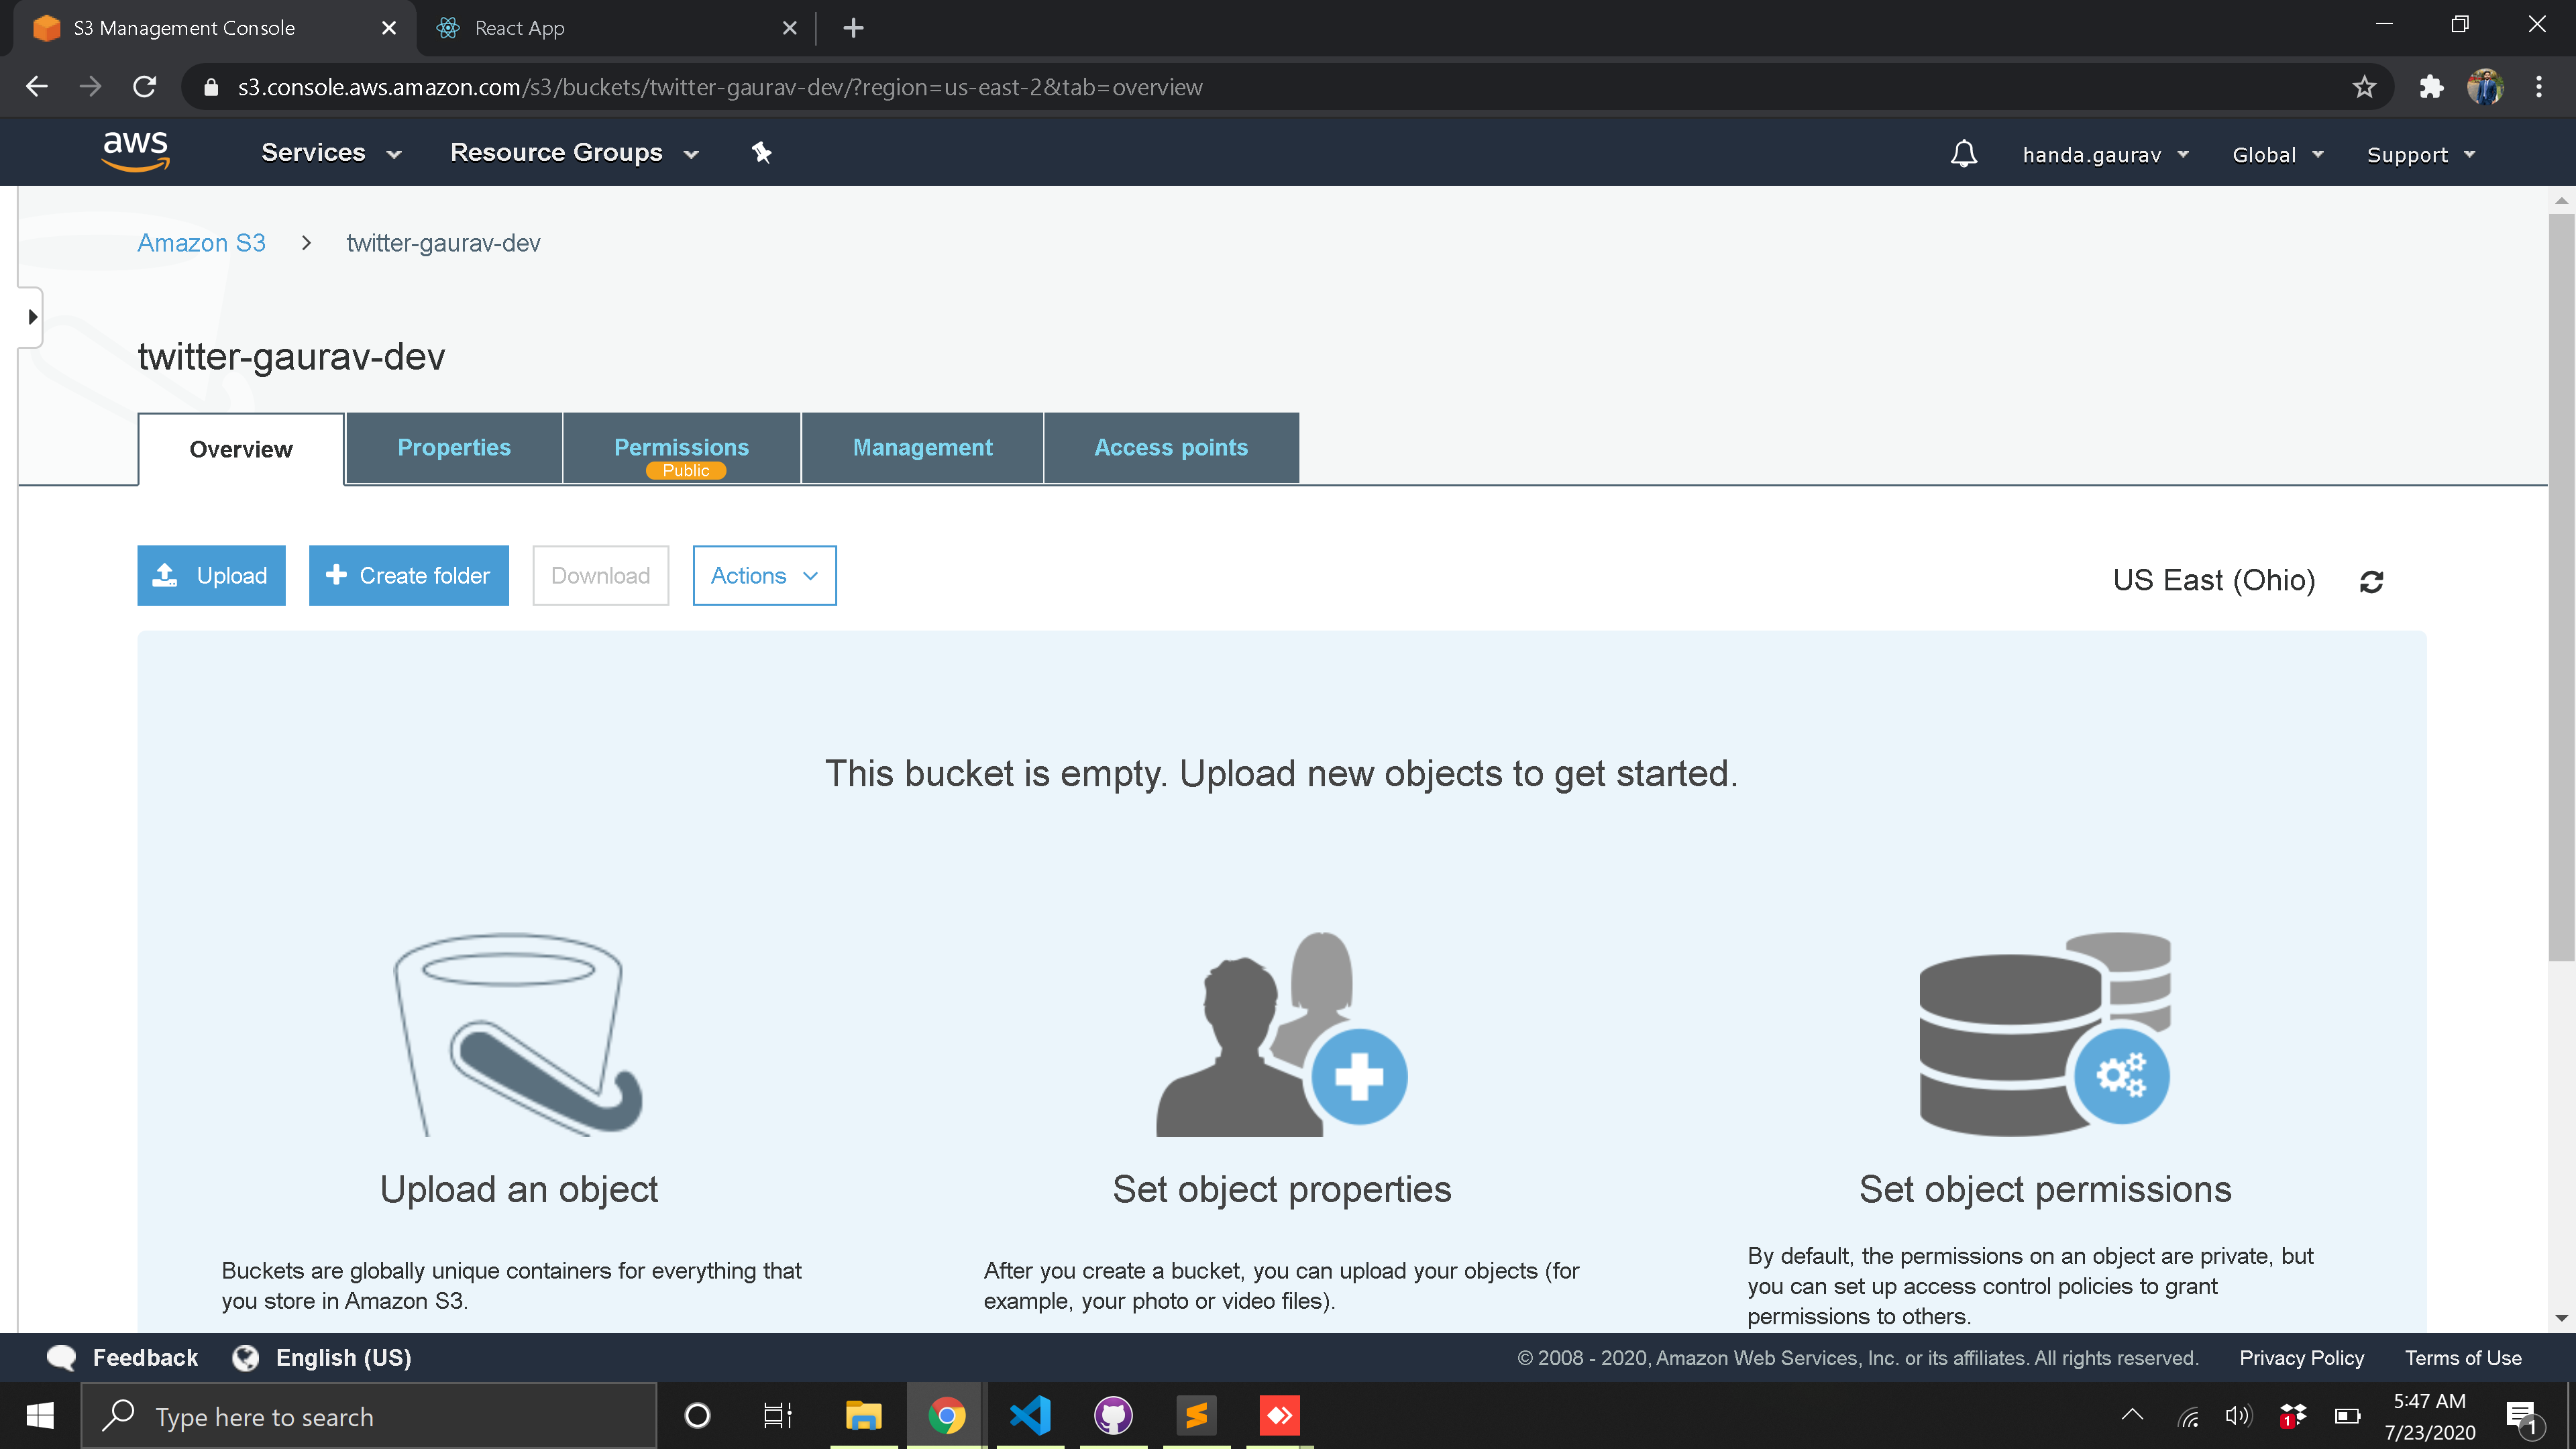 S3 Management Console
React App
s3.console.aws.amazon.com/s3/buckets/twitter-gaurav-dev/?region=us-east-2&tab=overview
aws
Services
Resource Groups
handa.gaurav
Global
Support
Amazon S3
twitter-gaurav-dev
twitter-gaurav-dev
Overview
Properties
Permissions
Public
Management
Access points
Upload
Create folder
Download
Actions
US East (Ohio)
This bucket is empty. Upload new objects to get started.
Upload an object
Buckets are globally unique containers for everything that
you store in Amazon S3.
Set object properties
After you create a bucket, you can upload your objects (for
example, your photo or video files).
Set object permissions
By default, the permissions on an object are private, but
you can set up access control policies to grant
permissions to others.
Feedback
English (US)
© 2008 - 2020, Amazon Web Services, Inc. or its affiliates. All rights reserved.
Privacy Policy
Terms of Use
Type here to search
1
5:47 AM
7/23/2020
1